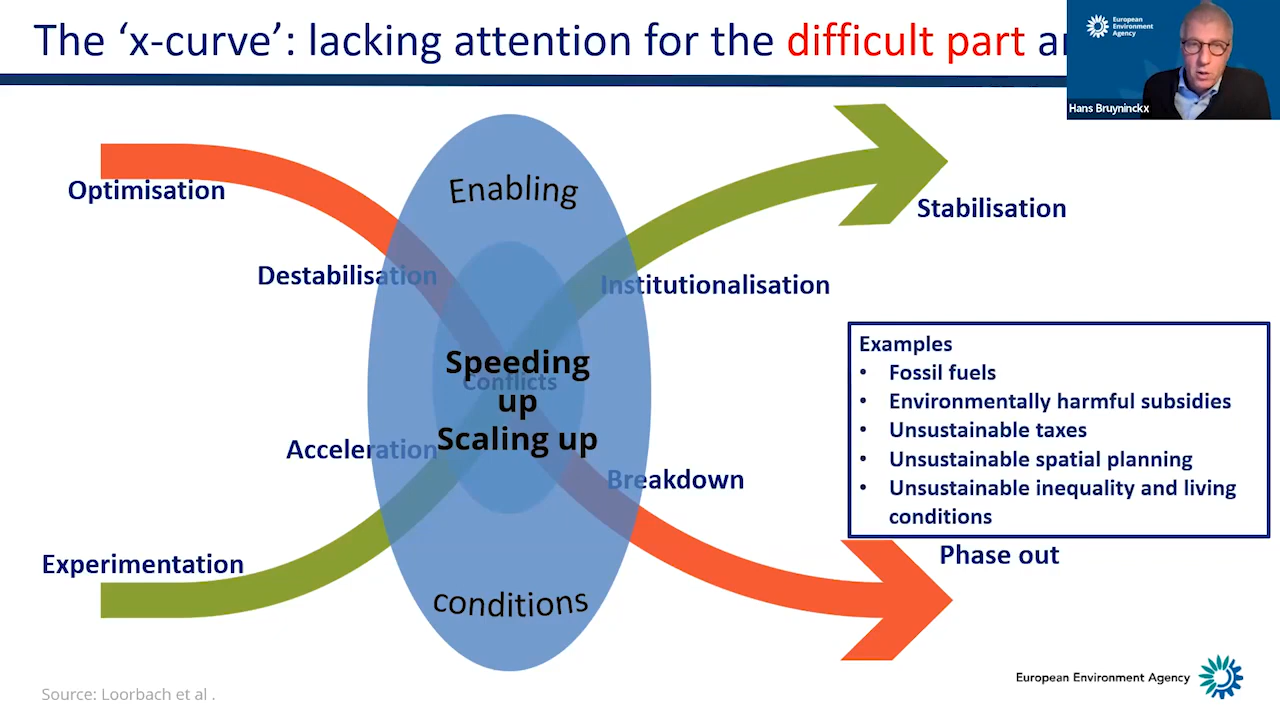 The ‘x-curve’: lacking attention for the difficult part
European
Environment
Agency
Hans Bruyninckx
Optimisation
Enabling
Stabilisation
Destabilisation
Institutionalisation
Examples
• Fossil fuels
• Environmentally harmful subsidies
• Unsustainable taxes
• Unsustainable spatial planning
• Unsustainable inequality and living
conditions
Speeding
Conflicts
up
Scaling up
Acceleration
Breakdown
Experimentation
Phase out
conditions
European Environment Agency
Source: Loorbach et al .